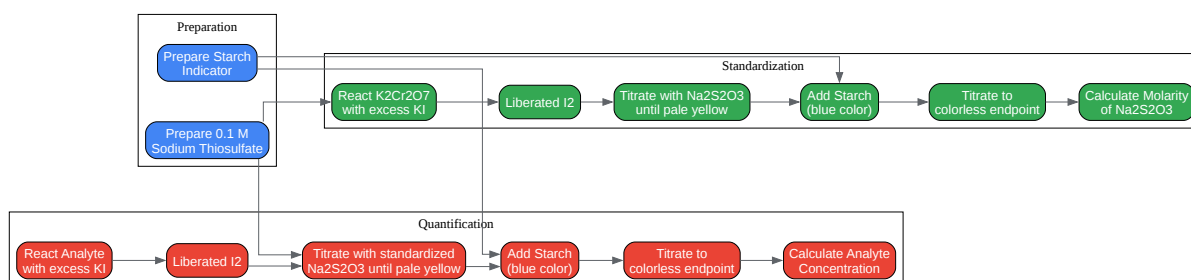 Preparation
Prepare Starch
Indicator
Prepare 0.1 M
Sodium Thiosulfate
Standardization
React K2Cr2O7
with excess KI
Liberated I2
Titrate with Na2S2O3
until pale yellow
Add Starch
(blue color)
Titrate to
colorless endpoint
Calculate Molarity
of Na2S2O3
Quantification
React Analyte
with excess KI
Liberated I2
Titrate with standardized
Na2S2O3 until pale yellow
Add Starch
(blue color)
Titrate to
colorless endpoint
Calculate Analyte
Concentration